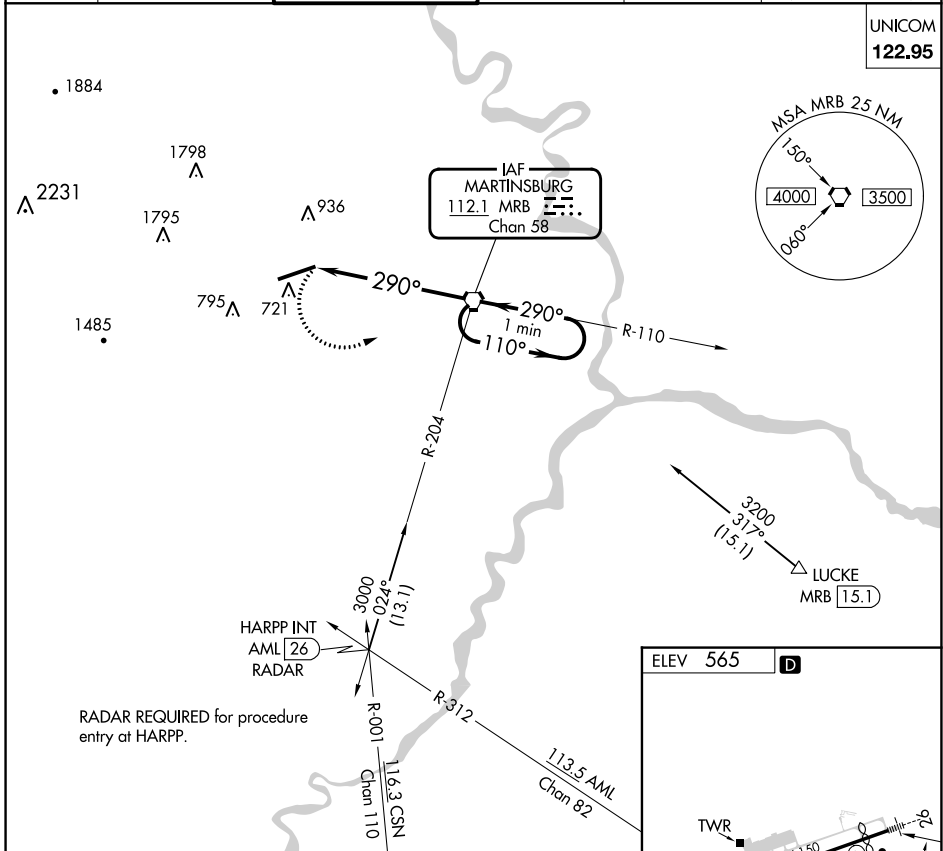 UNICOM
122.95
1884
MSA MRB 25 NM
150°
4000
3500
060°
1798
2231
1795
936
IAF
MARTINSBURG
112.1 MRB
Chan 58
290°
290°
1 min
110°
R-110
795
721
1485
R-204
3200
317°
(15.1)
LUCKE
MRB 15.1
3000
024°
(13.1)
HARPP INT
AML 26
RADAR
RADAR REQUIRED for procedure
entry at HARPP.
R-312
R-001
116.3 CSN
Chan 110
113.5 AML
Chan 82
ELEV 565 D
TWR
26